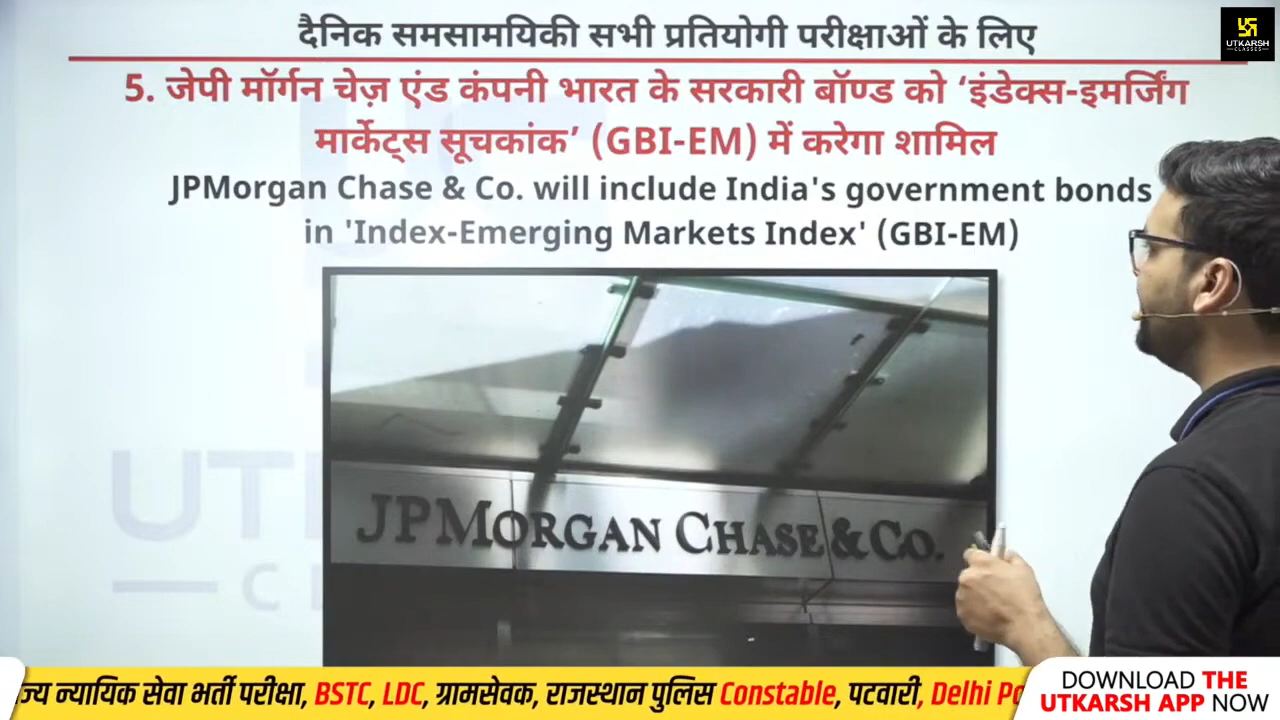 दैनिक समसामयिकी सभी प्रतियोगी परीक्षाओं के लिए
UTKARSH
CLASSES
5. जेपी मॉर्गन चेज़ एंड कंपनी भारत के सरकारी बॉण्ड को ‘इंडेक्स-इमर्जिंग
मार्केट्स सूचकांक’ (GBI-EM) में करेगा शामिल
JPMorgan Chase & Co. will include India's government bonds
in 'Index-Emerging Markets Index' (GBI-EM)
JPMORGAN CHASE & CO.
न्यायिक सेवा भर्ती परीक्षा, BSTC, LDC, ग्रामसेवक, राजस्थान पुलिस Constable, पटवारी, Delhi
DOWNLOAD THE
UTKARSH APP NOW